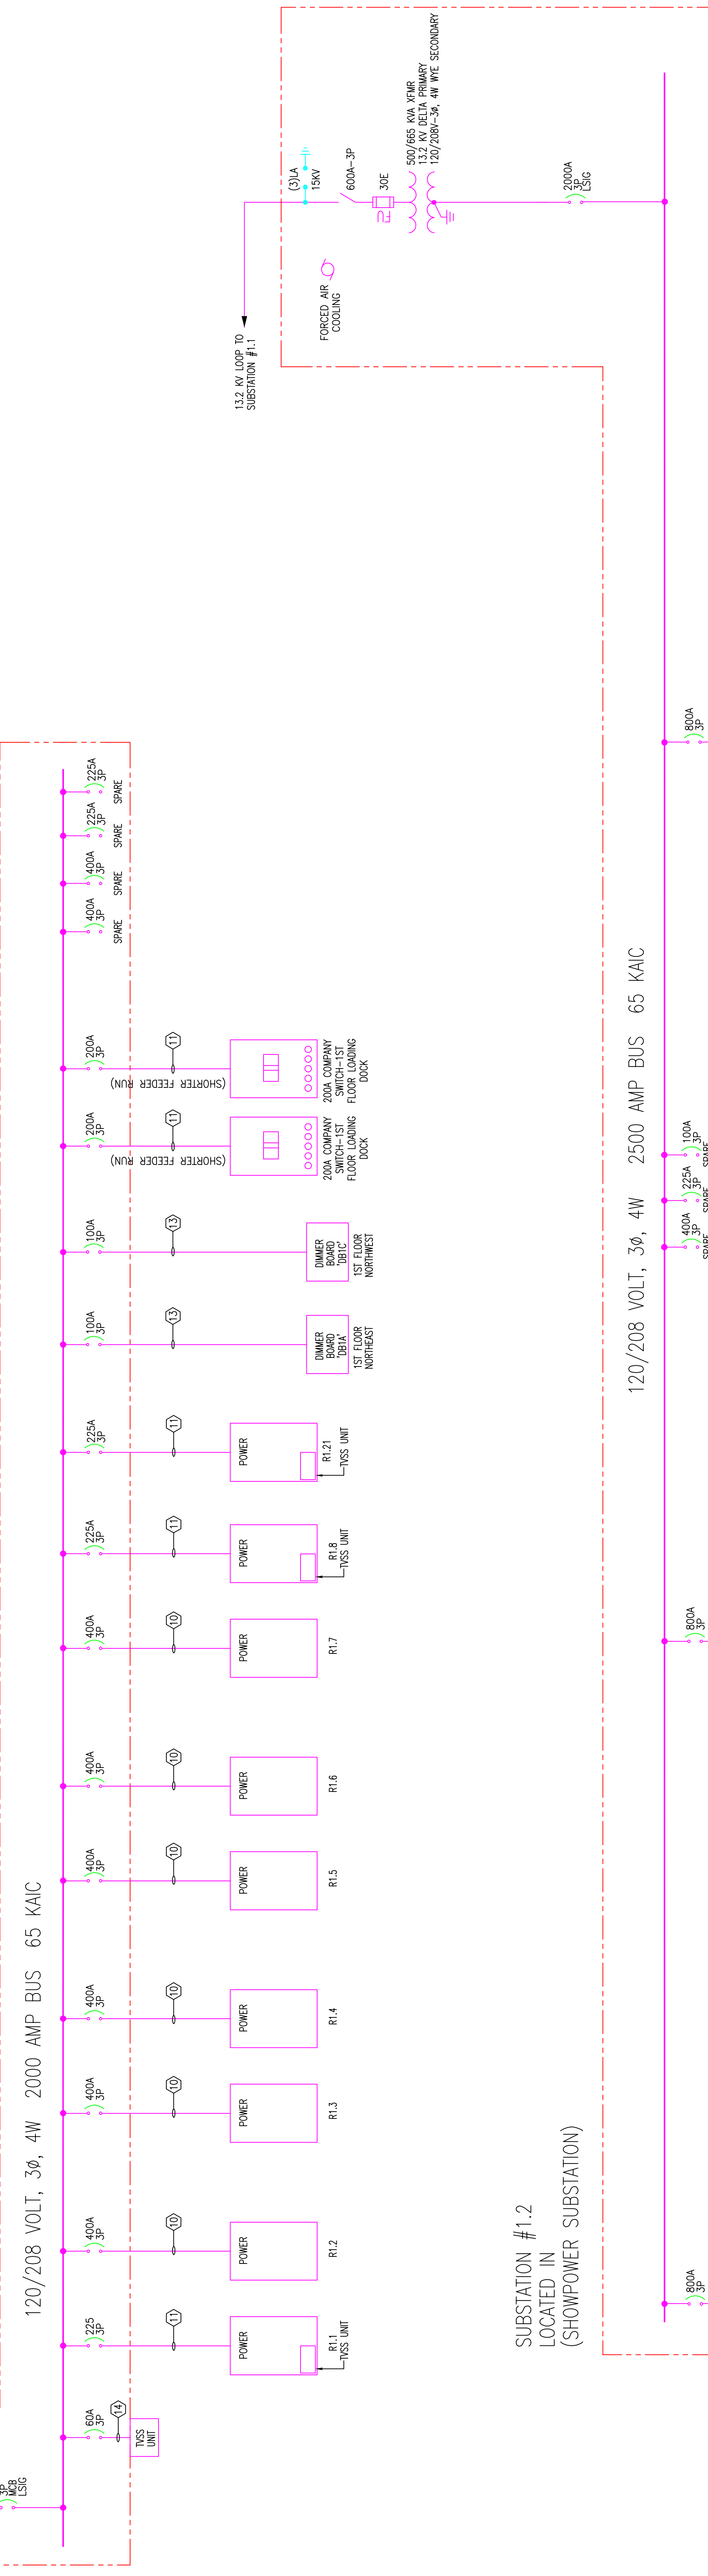 3P
MCB
LSIG
120/208 VOLT, 3ø, 4W 2000 AMP BUS 65 KAIC
60A
3P
14
TVSS
UNIT
225
3P
11
POWER
R1.1
TVSS UNIT
400A
3P
10
POWER
R1.2
400A
3P
10
POWER
R1.3
400A
3P
10
POWER
R1.4
400A
3P
10
POWER
R1.5
400A
3P
10
POWER
R1.6
400A
3P
10
POWER
R1.7
225A
3P
11
POWER
R1.8
TVSS UNIT
225A
3P
11
POWER
R1.21
TVSS UNIT
100A
3P
13
DIMMER
BOARD
'DB1A'
1ST FLOOR
NORTHEAST
100A
3P
13
DIMMER
BOARD
'DB1C'
1ST FLOOR
NORTHWEST
200A
3P
11
(SHORTER FEEDER RUN)
200A COMPANY
SWITCH-1ST
FLOOR LOADING
DOCK
200A
3P
11
(SHORTER FEEDER RUN)
200A COMPANY
SWITCH-1ST
FLOOR LOADING
DOCK
400A
3P
SPARE
400A
3P
SPARE
225A
3P
SPARE
225A
3P
SPARE
13.2 KV LOOP TO
SUBSTATION #1.1
(3)LA
15KV
600A-3P
30E
FORCED AIR
COOLING
500/665 KVA XFMR
13.2 KV DELTA PRIMARY
120/208V-3ø, 4W WYE SECONDARY
2000A
3P
LSIG
SUBSTATION #1.2
LOCATED IN
(SHOWPOWER SUBSTATION)
120/208 VOLT, 3ø, 4W 2500 AMP BUS 65 KAIC
800A
3P
800A
3P
400A
3P
SPARE
225A
3P
SPARE
100A
3P
SPARE
800A
3P